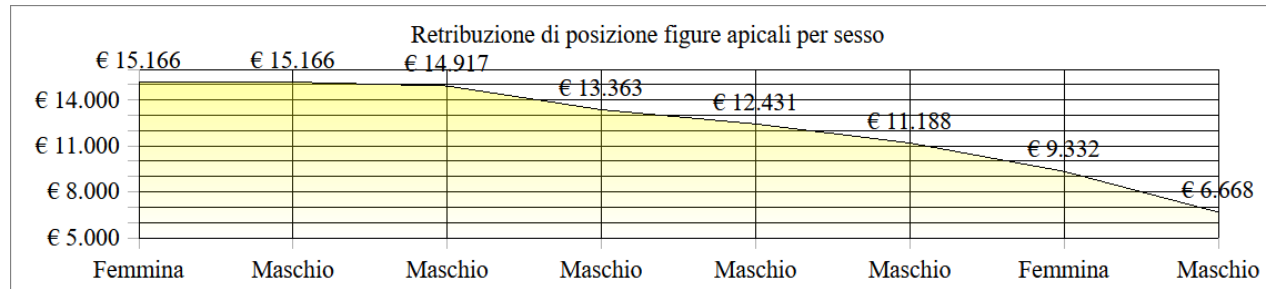 Retribuzione di posizione figure apicali per sesso
€ 15.166 € 15.166 € 14.917 € 13.363 € 12.431 € 11.188 € 9.332 € 6.668
€ 14.000
€ 11.000
€ 8.000
€ 5.000
Femmina Maschio Maschio Maschio Maschio Maschio Femmina Maschio